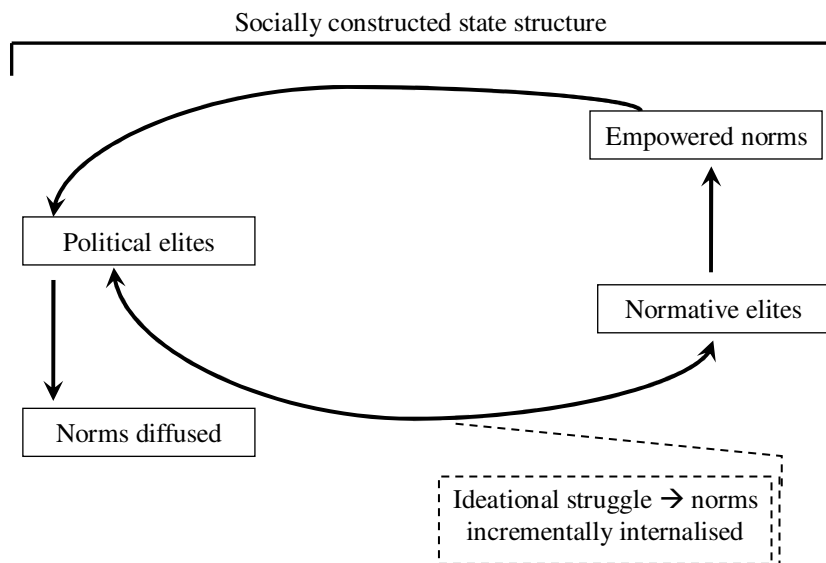 Socially constructed state structure
Empowered norms
Political elites
Normative elites
Norms diffused
Ideational struggle → norms
incrementally internalised